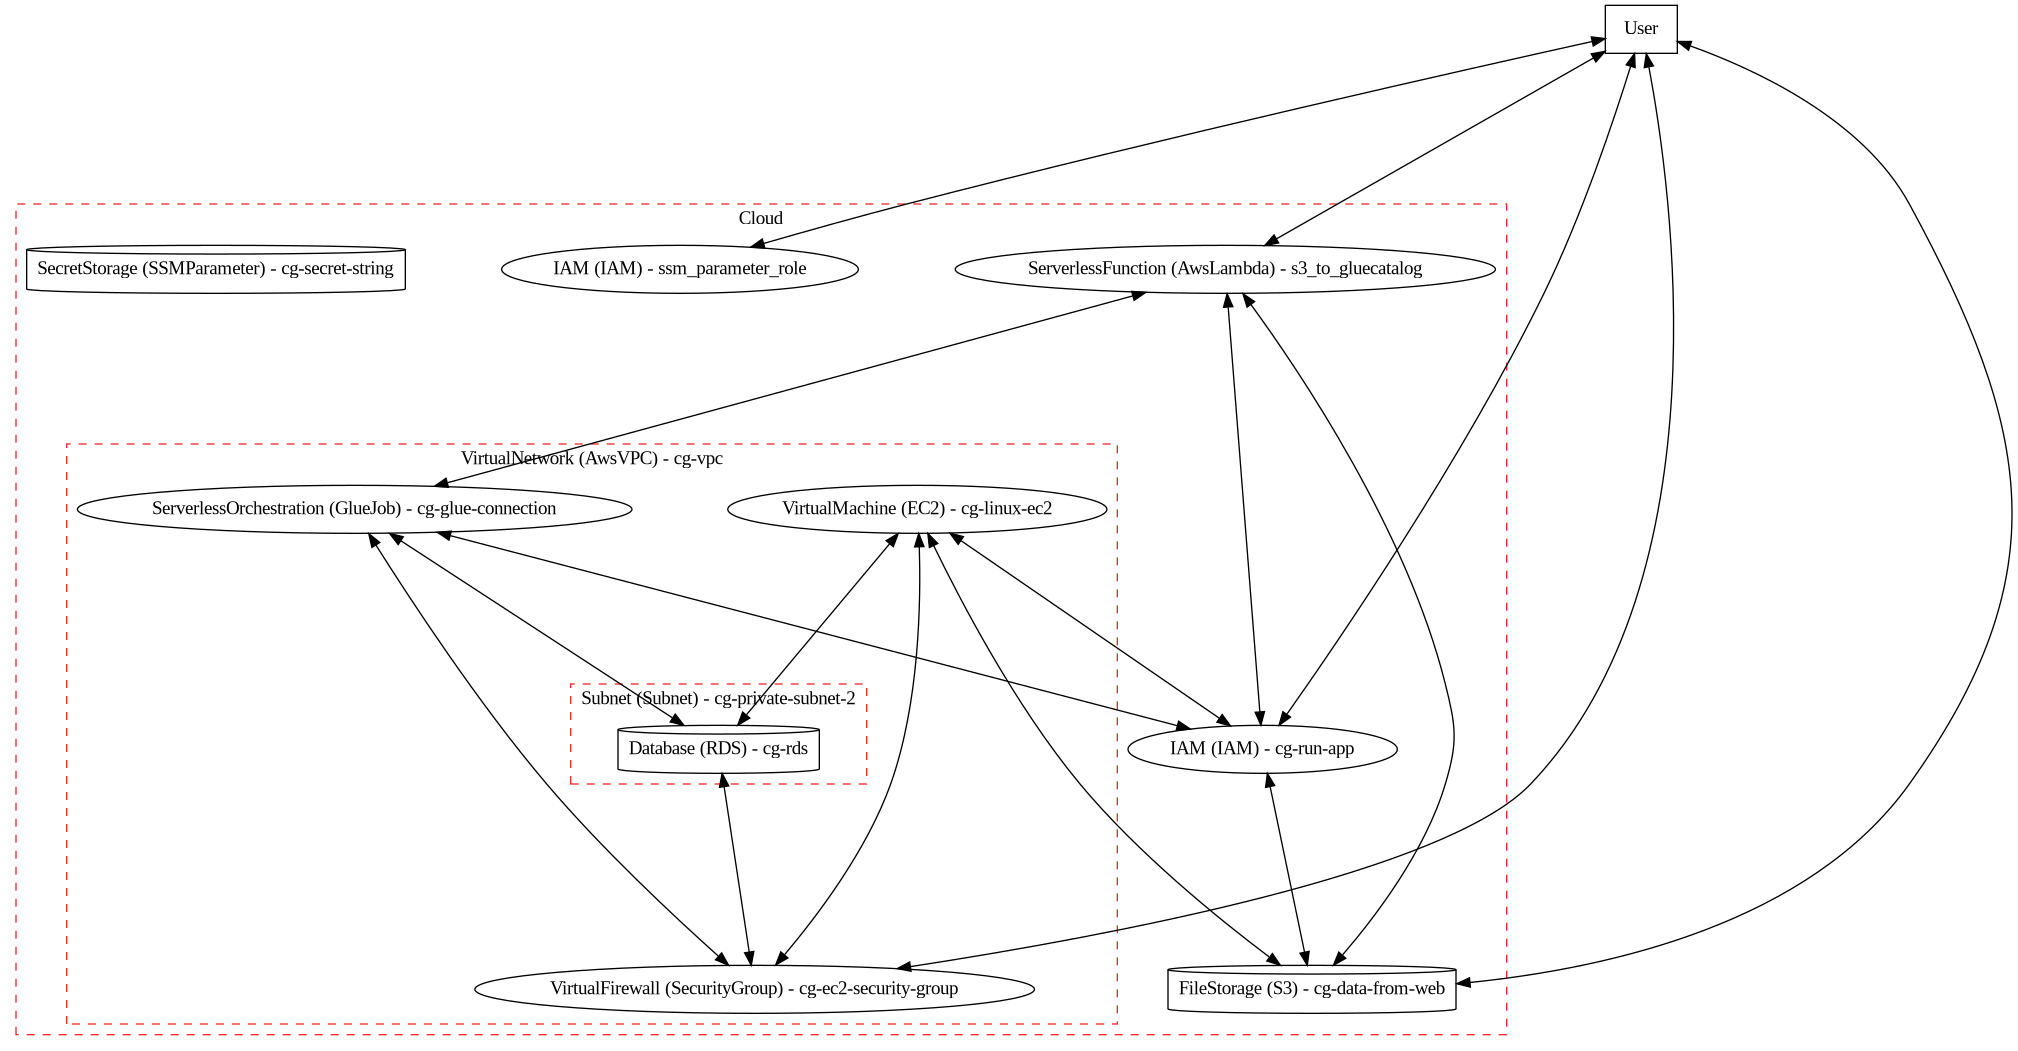 User
Cloud
SecretStorage (SSMParameter) - cg-secret-string
IAM (IAM) - ssm_parameter_role
ServerlessFunction (AwsLambda) - s3_to_gluecatalog
VirtualNetwork (AwsVPC) - cg-vpc
ServerlessOrchestration (GlueJob) - cg-glue-connection
VirtualMachine (EC2) - cg-linux-ec2
Subnet (Subnet) - cg-private-subnet-2
Database (RDS) - cg-rds
IAM (IAM) - cg-run-app
VirtualFirewall (SecurityGroup) - cg-ec2-security-group
FileStorage (S3) - cg-data-from-web